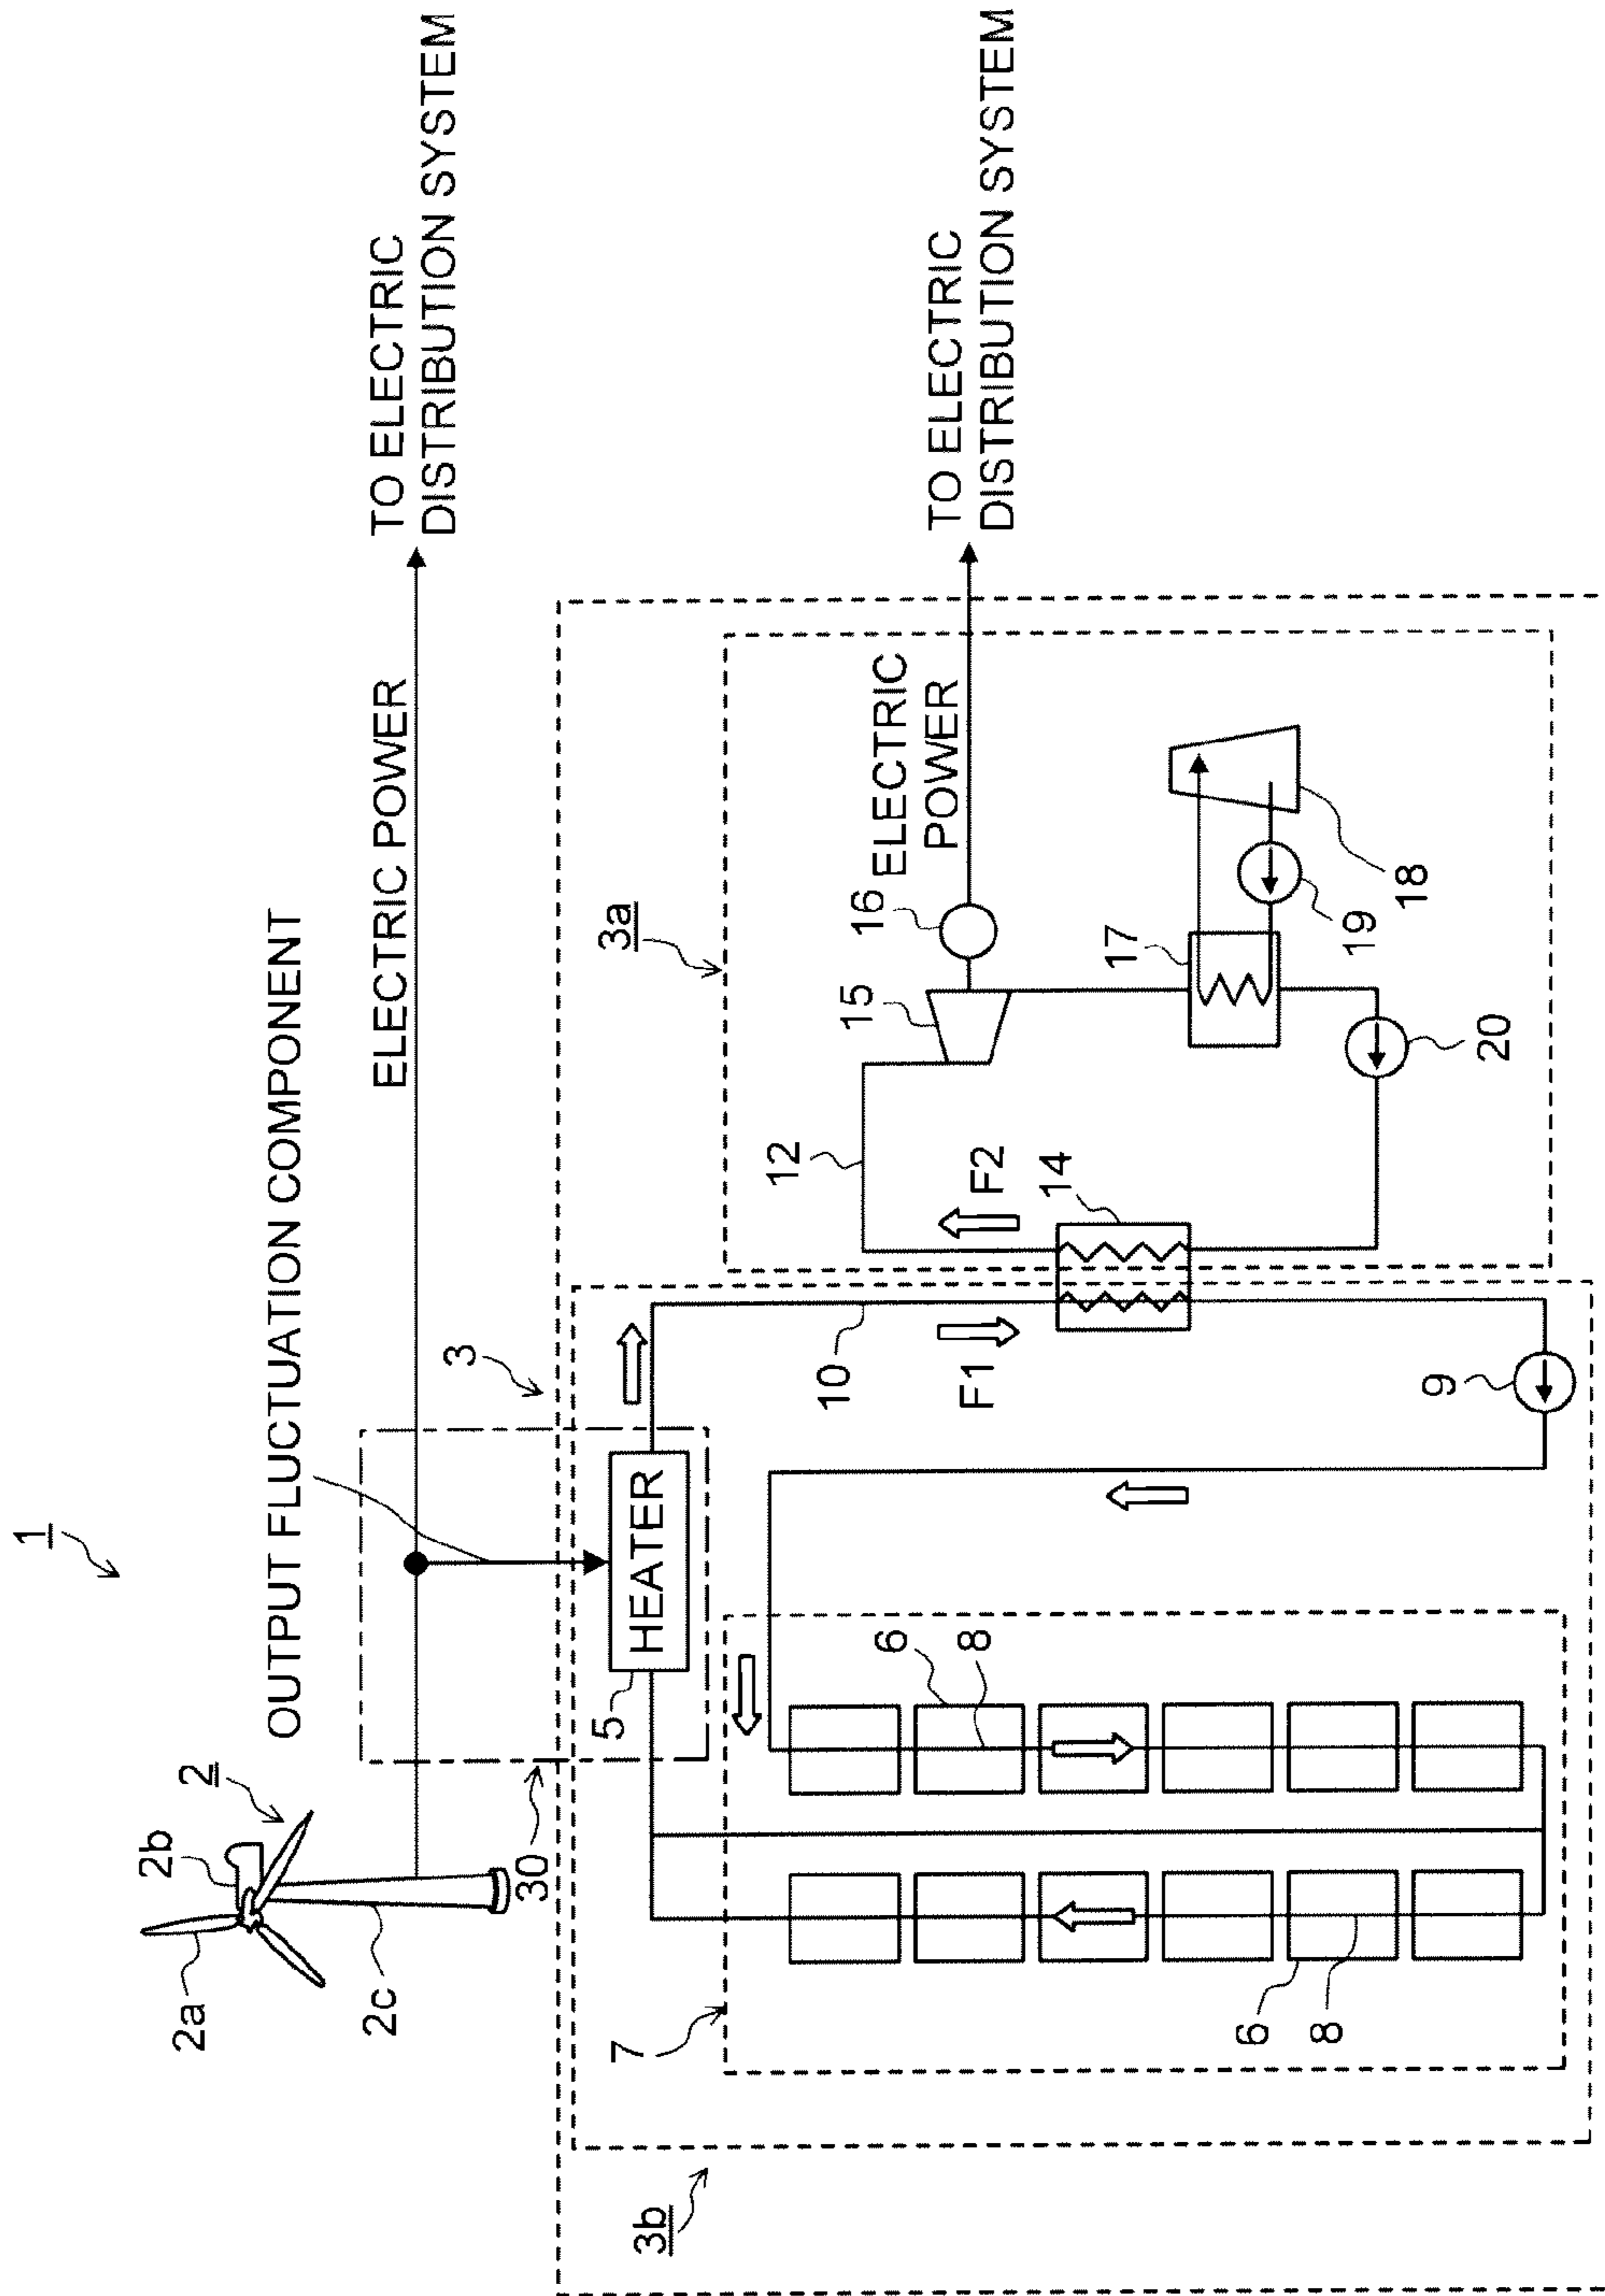 1
OUTPUT FLUCTUATION COMPONENT
2a
2b
2
2c
ELECTRIC POWER
TO ELECTRIC
DISTRIBUTION SYSTEM
30
3
3a
5
HEATER
10
F1
F2
12
14
15
16
ELECTRIC
POWER
TO ELECTRIC
DISTRIBUTION SYSTEM
17
18
19
20
3b
7
6
8
6
8
9